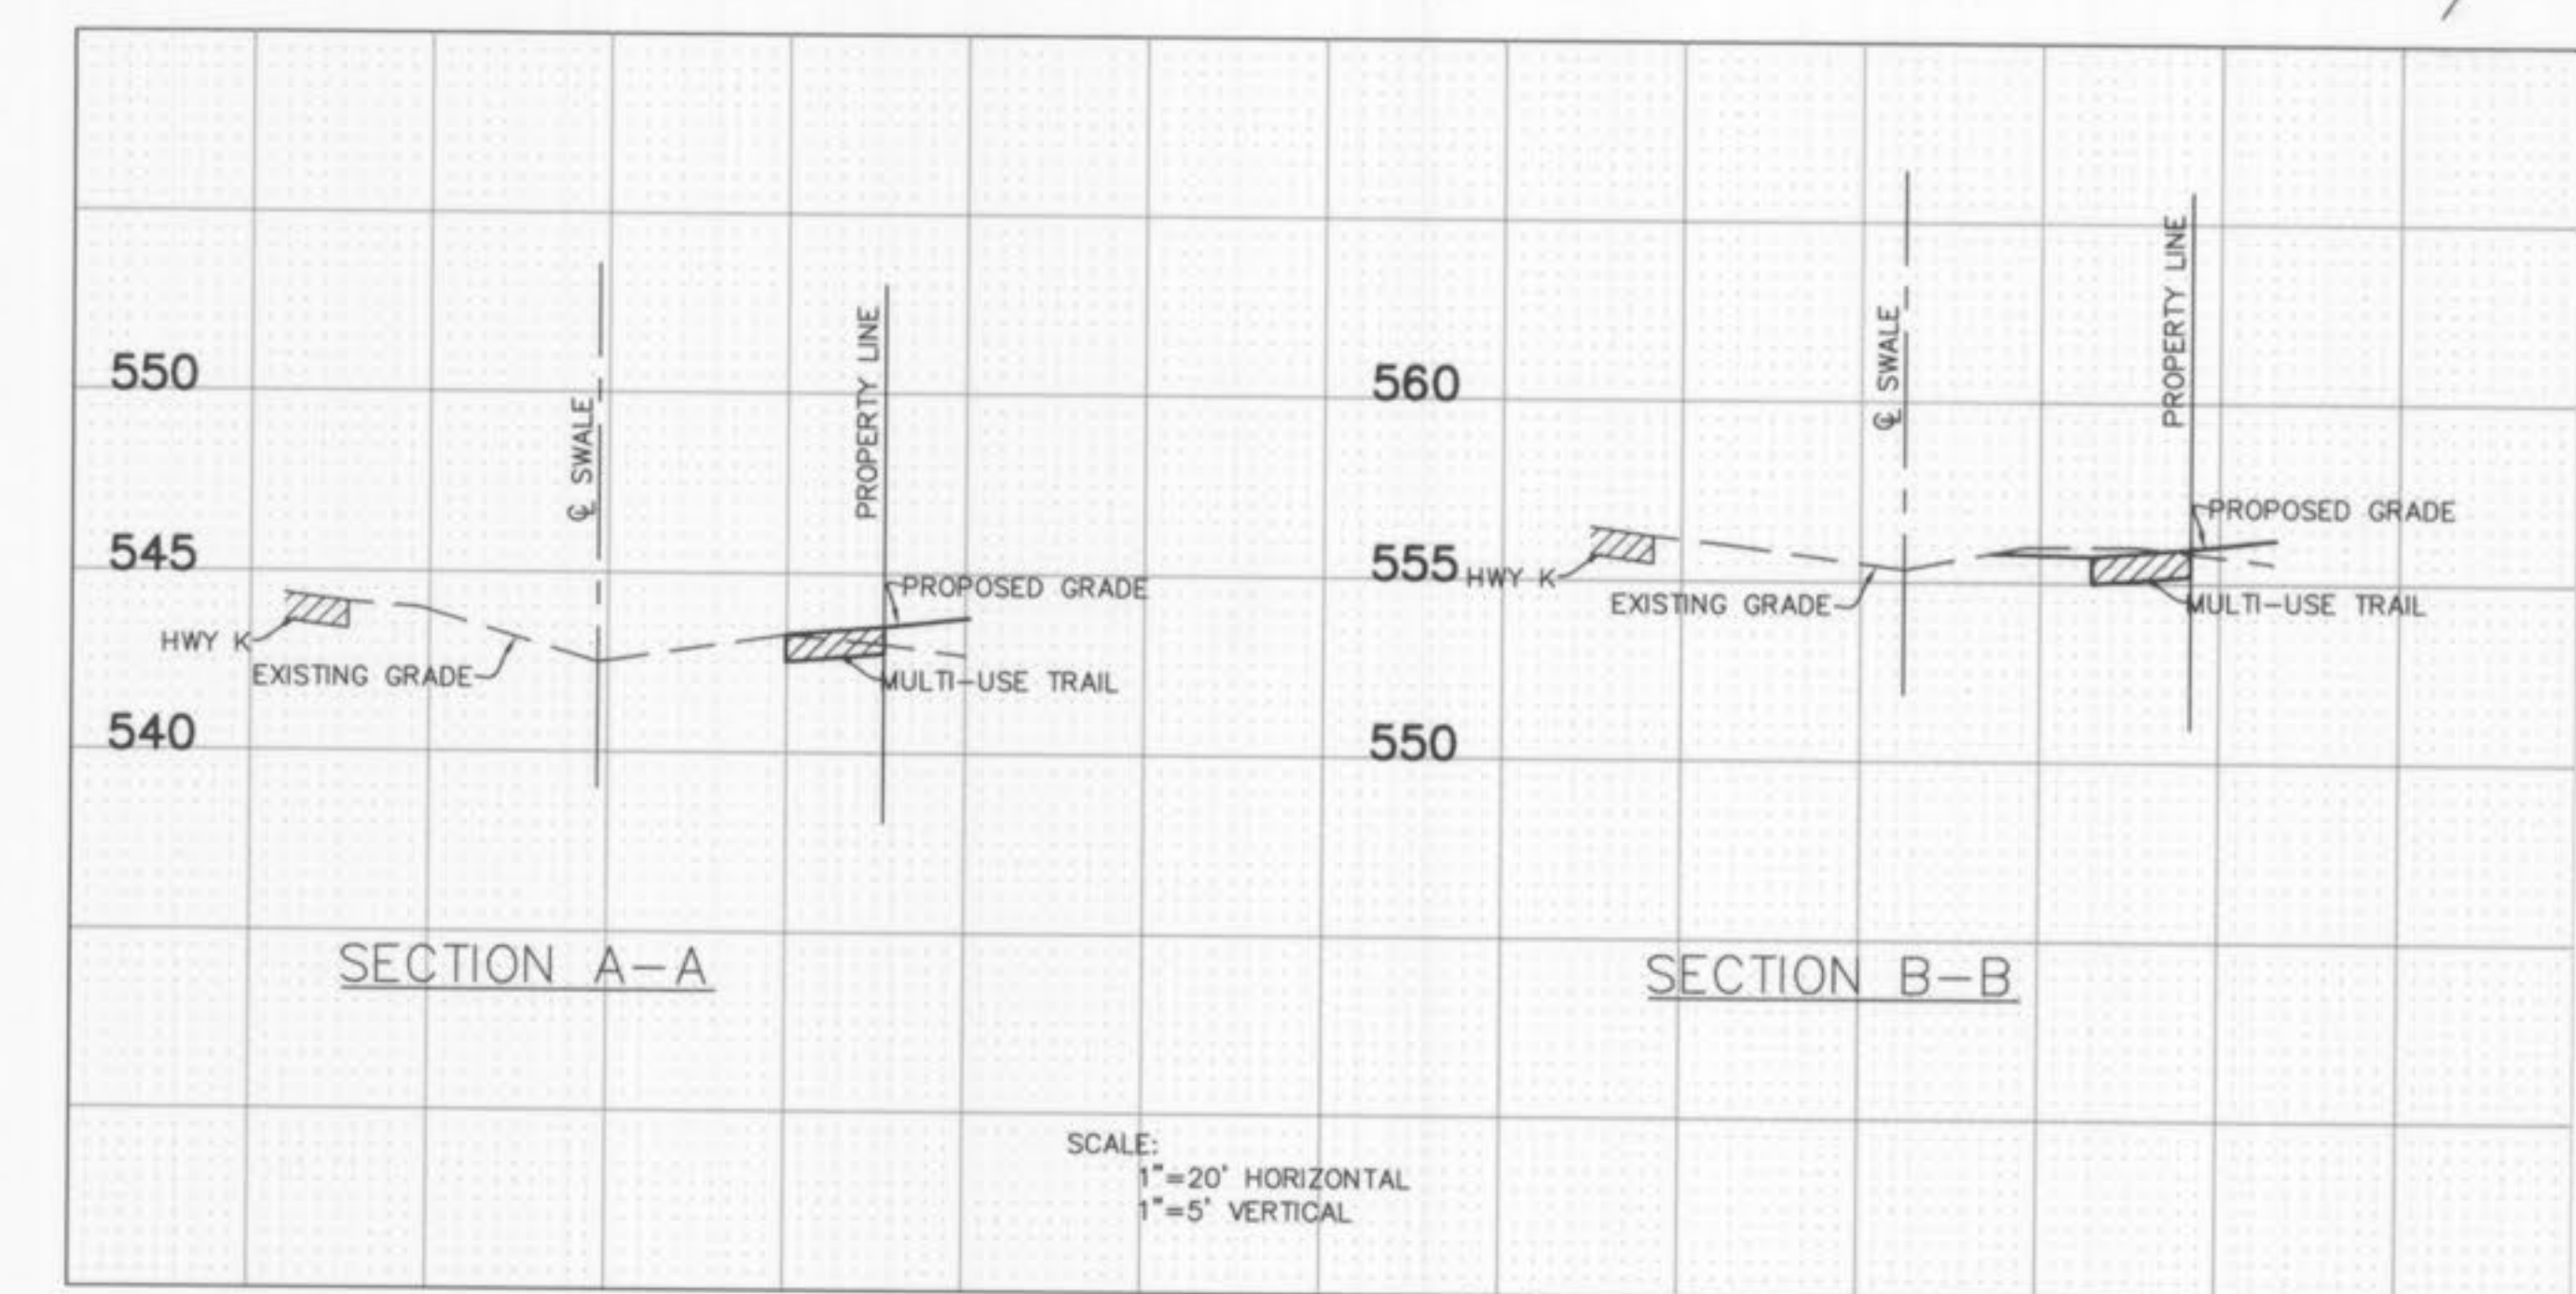 550
545
540
℄ SWALE
PROPERTY LINE
PROPOSED GRADE
HWY K
EXISTING GRADE
MULTI-USE TRAIL
SECTION A-A
560
555
550
℄ SWALE
PROPERTY LINE
PROPOSED GRADE
HWY K
EXISTING GRADE
MULTI-USE TRAIL
SECTION B-B
SCALE:
1"=20' HORIZONTAL
1"=5' VERTICAL